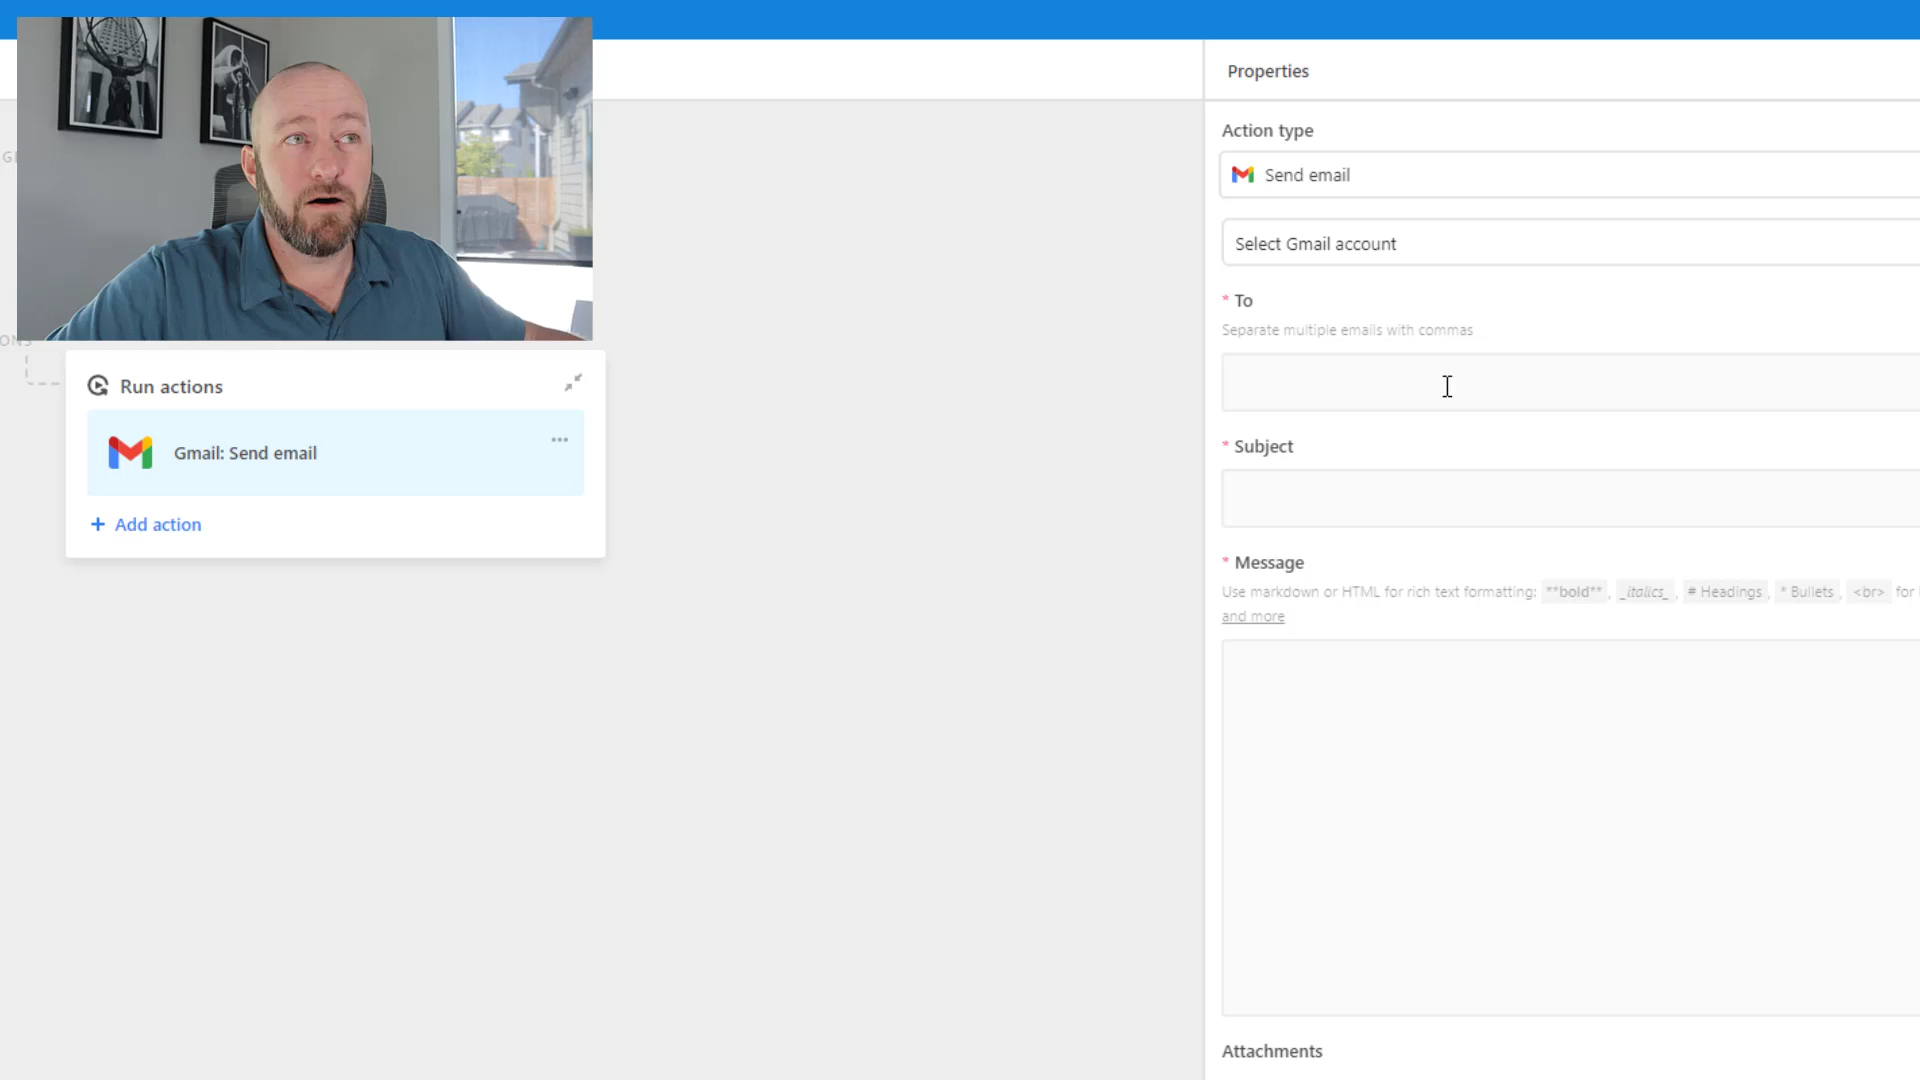 Properties
Action type
Send email
Select Gmail account
* To
Separate multiple emails with commas
* Subject
* Message
Use markdown or HTML for rich text formatting: **bold**, _italics_, # Headings, * Bullets, <br> for
and more
Attachments
Run actions
Gmail: Send email
+ Add action